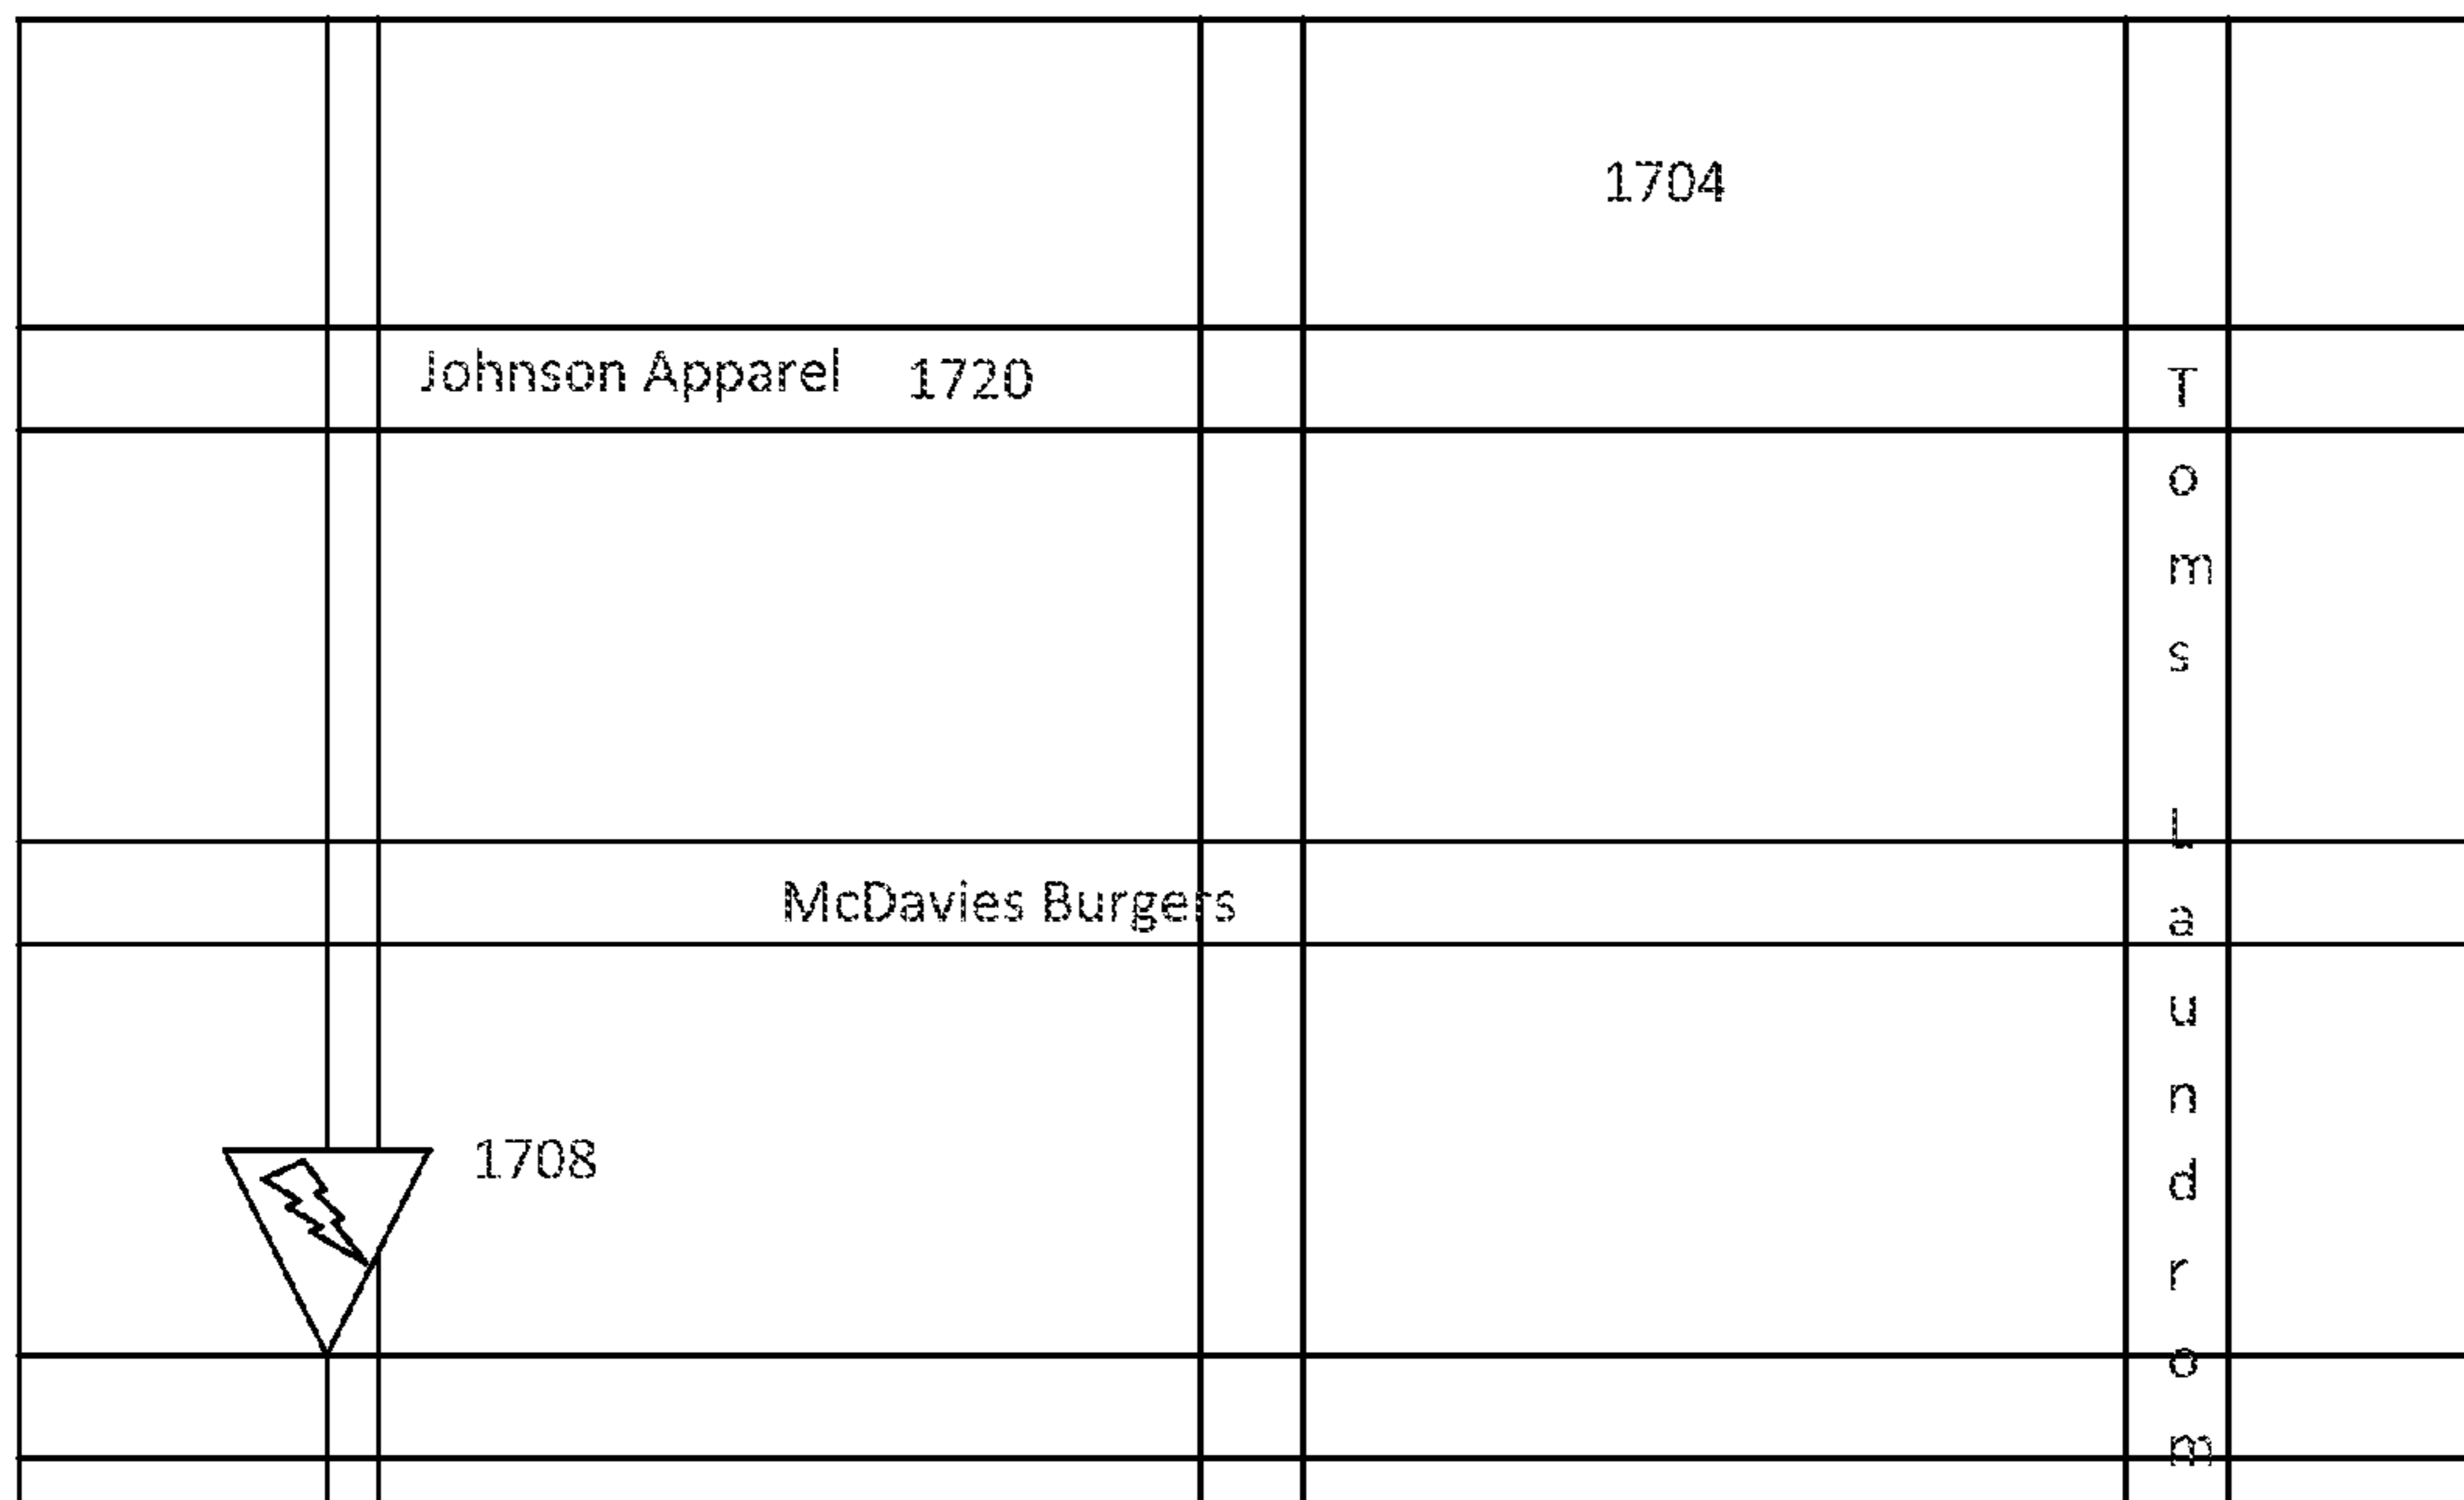 1704
Johnson Apparel 1720
Toms Laundrom
McDavies Burgers
1708